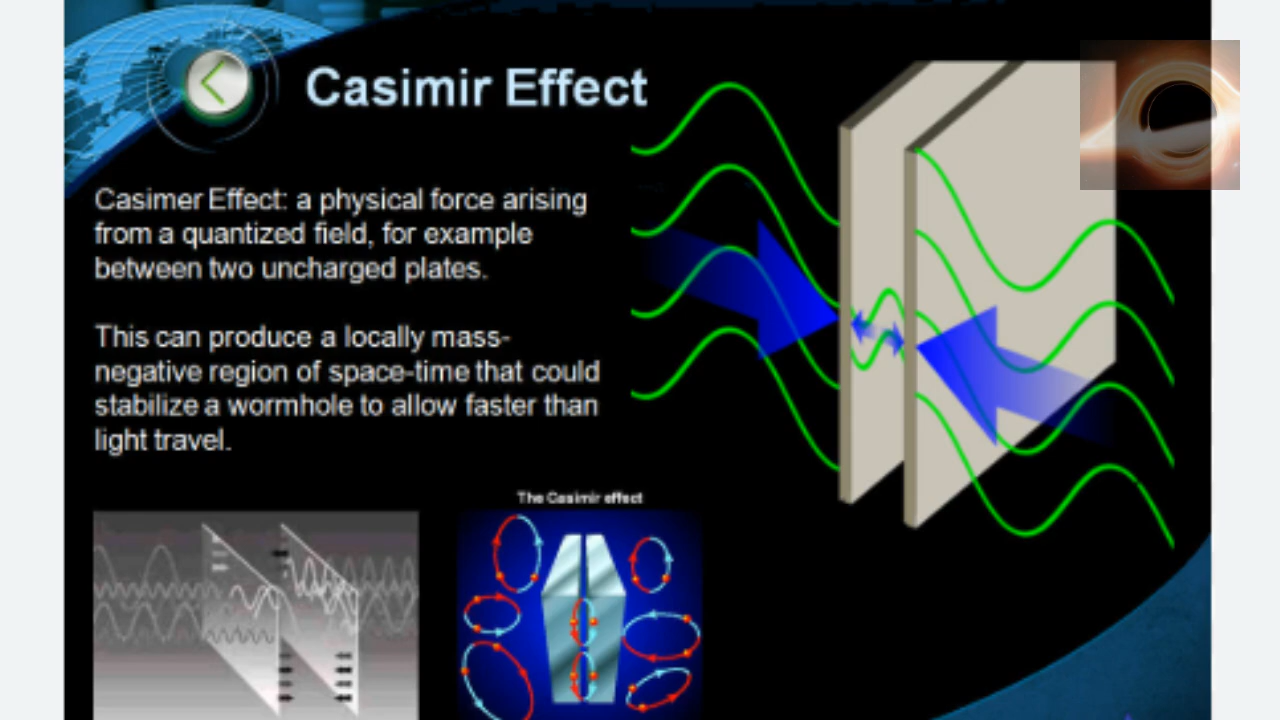 Casimir Effect
Casimer Effect: a physical force arising
from a quantized field, for example
between two uncharged plates.
This can produce a locally mass-
negative region of space-time that could
stabilize a wormhole to allow faster than
light travel.
The Casimir effect